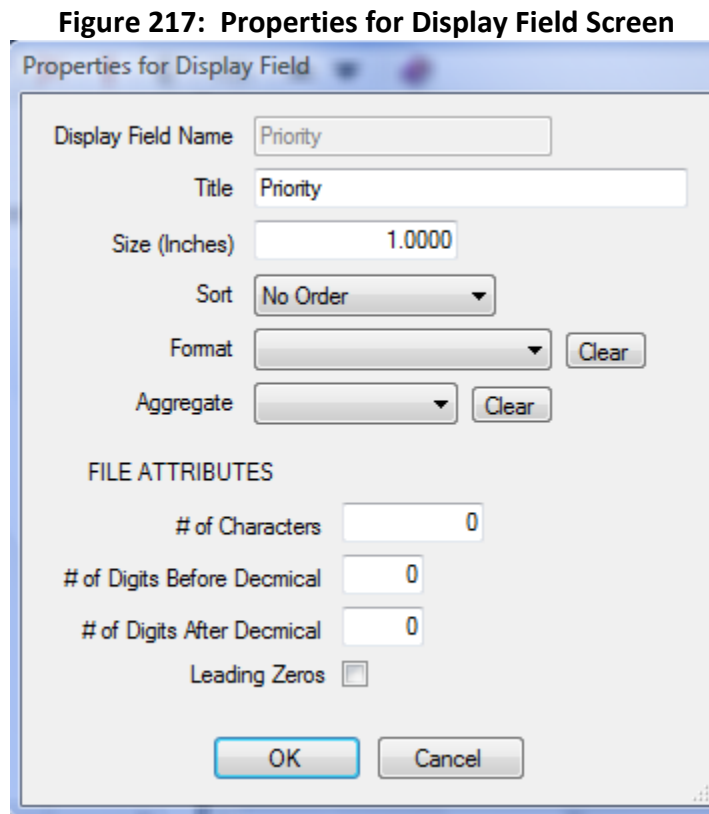 Figure 217: Properties for Display Field Screen
Properties for Display Field
Display Field Name Priority
Title Priority
Size (Inches) 1.0000
Sort No Order
Format Clear
Aggregate Clear
FILE ATTRIBUTES
# of Characters 0
# of Digits Before Decmical 0
# of Digits After Decmical 0
Leading Zeros
OK Cancel